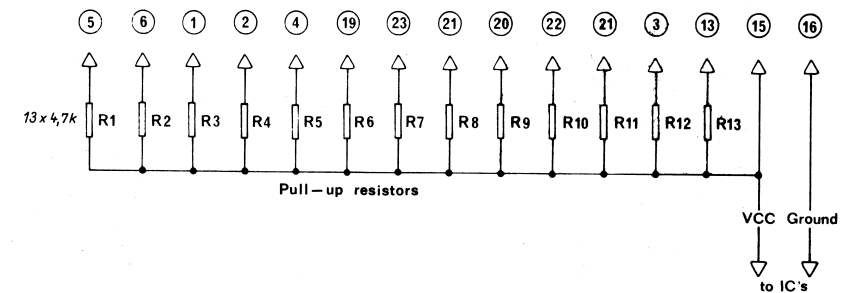 5 6 1 2 4 19 23 21 20 22 21 3 13 15 16
13 x 4,7k R1 R2 R3 R4 R5 R6 R7 R8 R9 R10 R11 R12 R13
Pull-up resistors
VCC Ground
to IC's